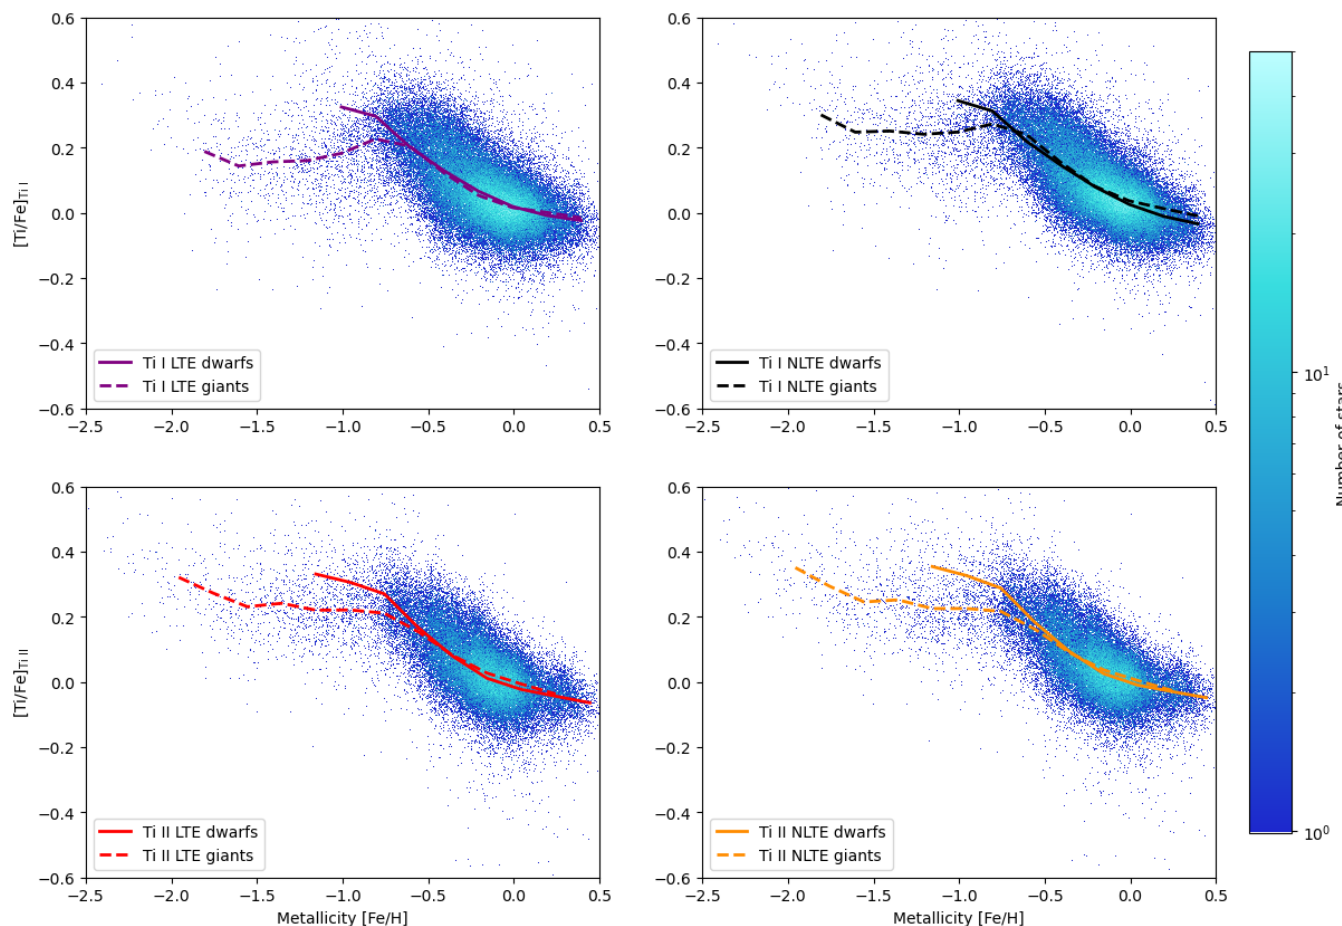 0.6
0.4
0.2
0.0
−0.2
−0.4
−0.6
[Ti/Fe]Ti I
Ti I LTE dwarfs
Ti I LTE giants
−2.5 −2.0 −1.5 −1.0 −0.5 0.0 0.5
0.6
0.4
0.2
0.0
−0.2
−0.4
−0.6
Ti I NLTE dwarfs
Ti I NLTE giants
−2.5 −2.0 −1.5 −1.0 −0.5 0.0 0.5
0.6
0.4
0.2
0.0
−0.2
−0.4
−0.6
[Ti/Fe]Ti II
Ti II LTE dwarfs
Ti II LTE giants
−2.5 −2.0 −1.5 −1.0 −0.5 0.0 0.5
Metallicity [Fe/H]
0.6
0.4
0.2
0.0
−0.2
−0.4
−0.6
Ti II NLTE dwarfs
Ti II NLTE giants
−2.5 −2.0 −1.5 −1.0 −0.5 0.0 0.5
Metallicity [Fe/H]
10¹
10⁰
Number of stars